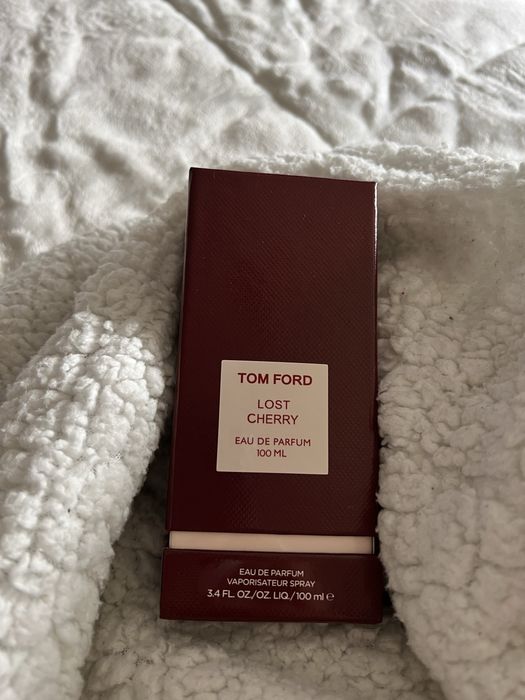 TOM FORD
LOST
CHERRY
EAU DE PARFUM
100 ML
EAU DE PARFUM
VAPORISATEUR SPRAY
3.4 FL. OZ./OZ. LIQ./100 ml ℮